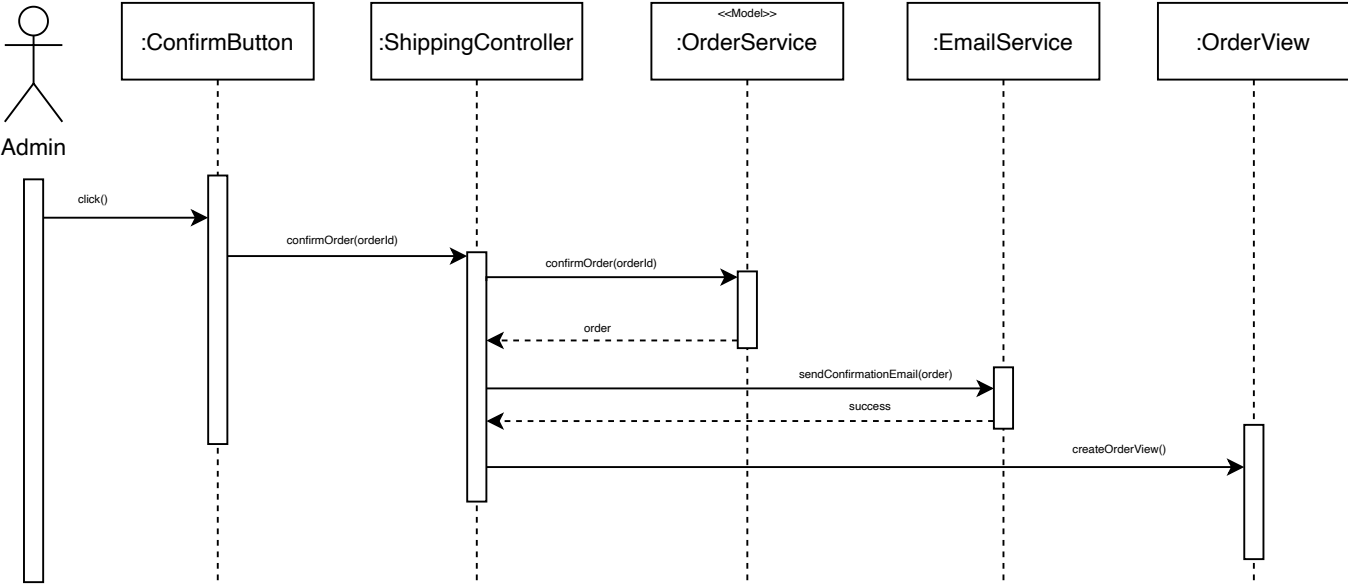 <<Model>>
:ConfirmButton
:ShippingController
:OrderService
:EmailService
:OrderView
Admin
click()
confirmOrder(orderId)
confirmOrder(orderId)
order
sendConfirmationEmail(order)
success
createOrderView()